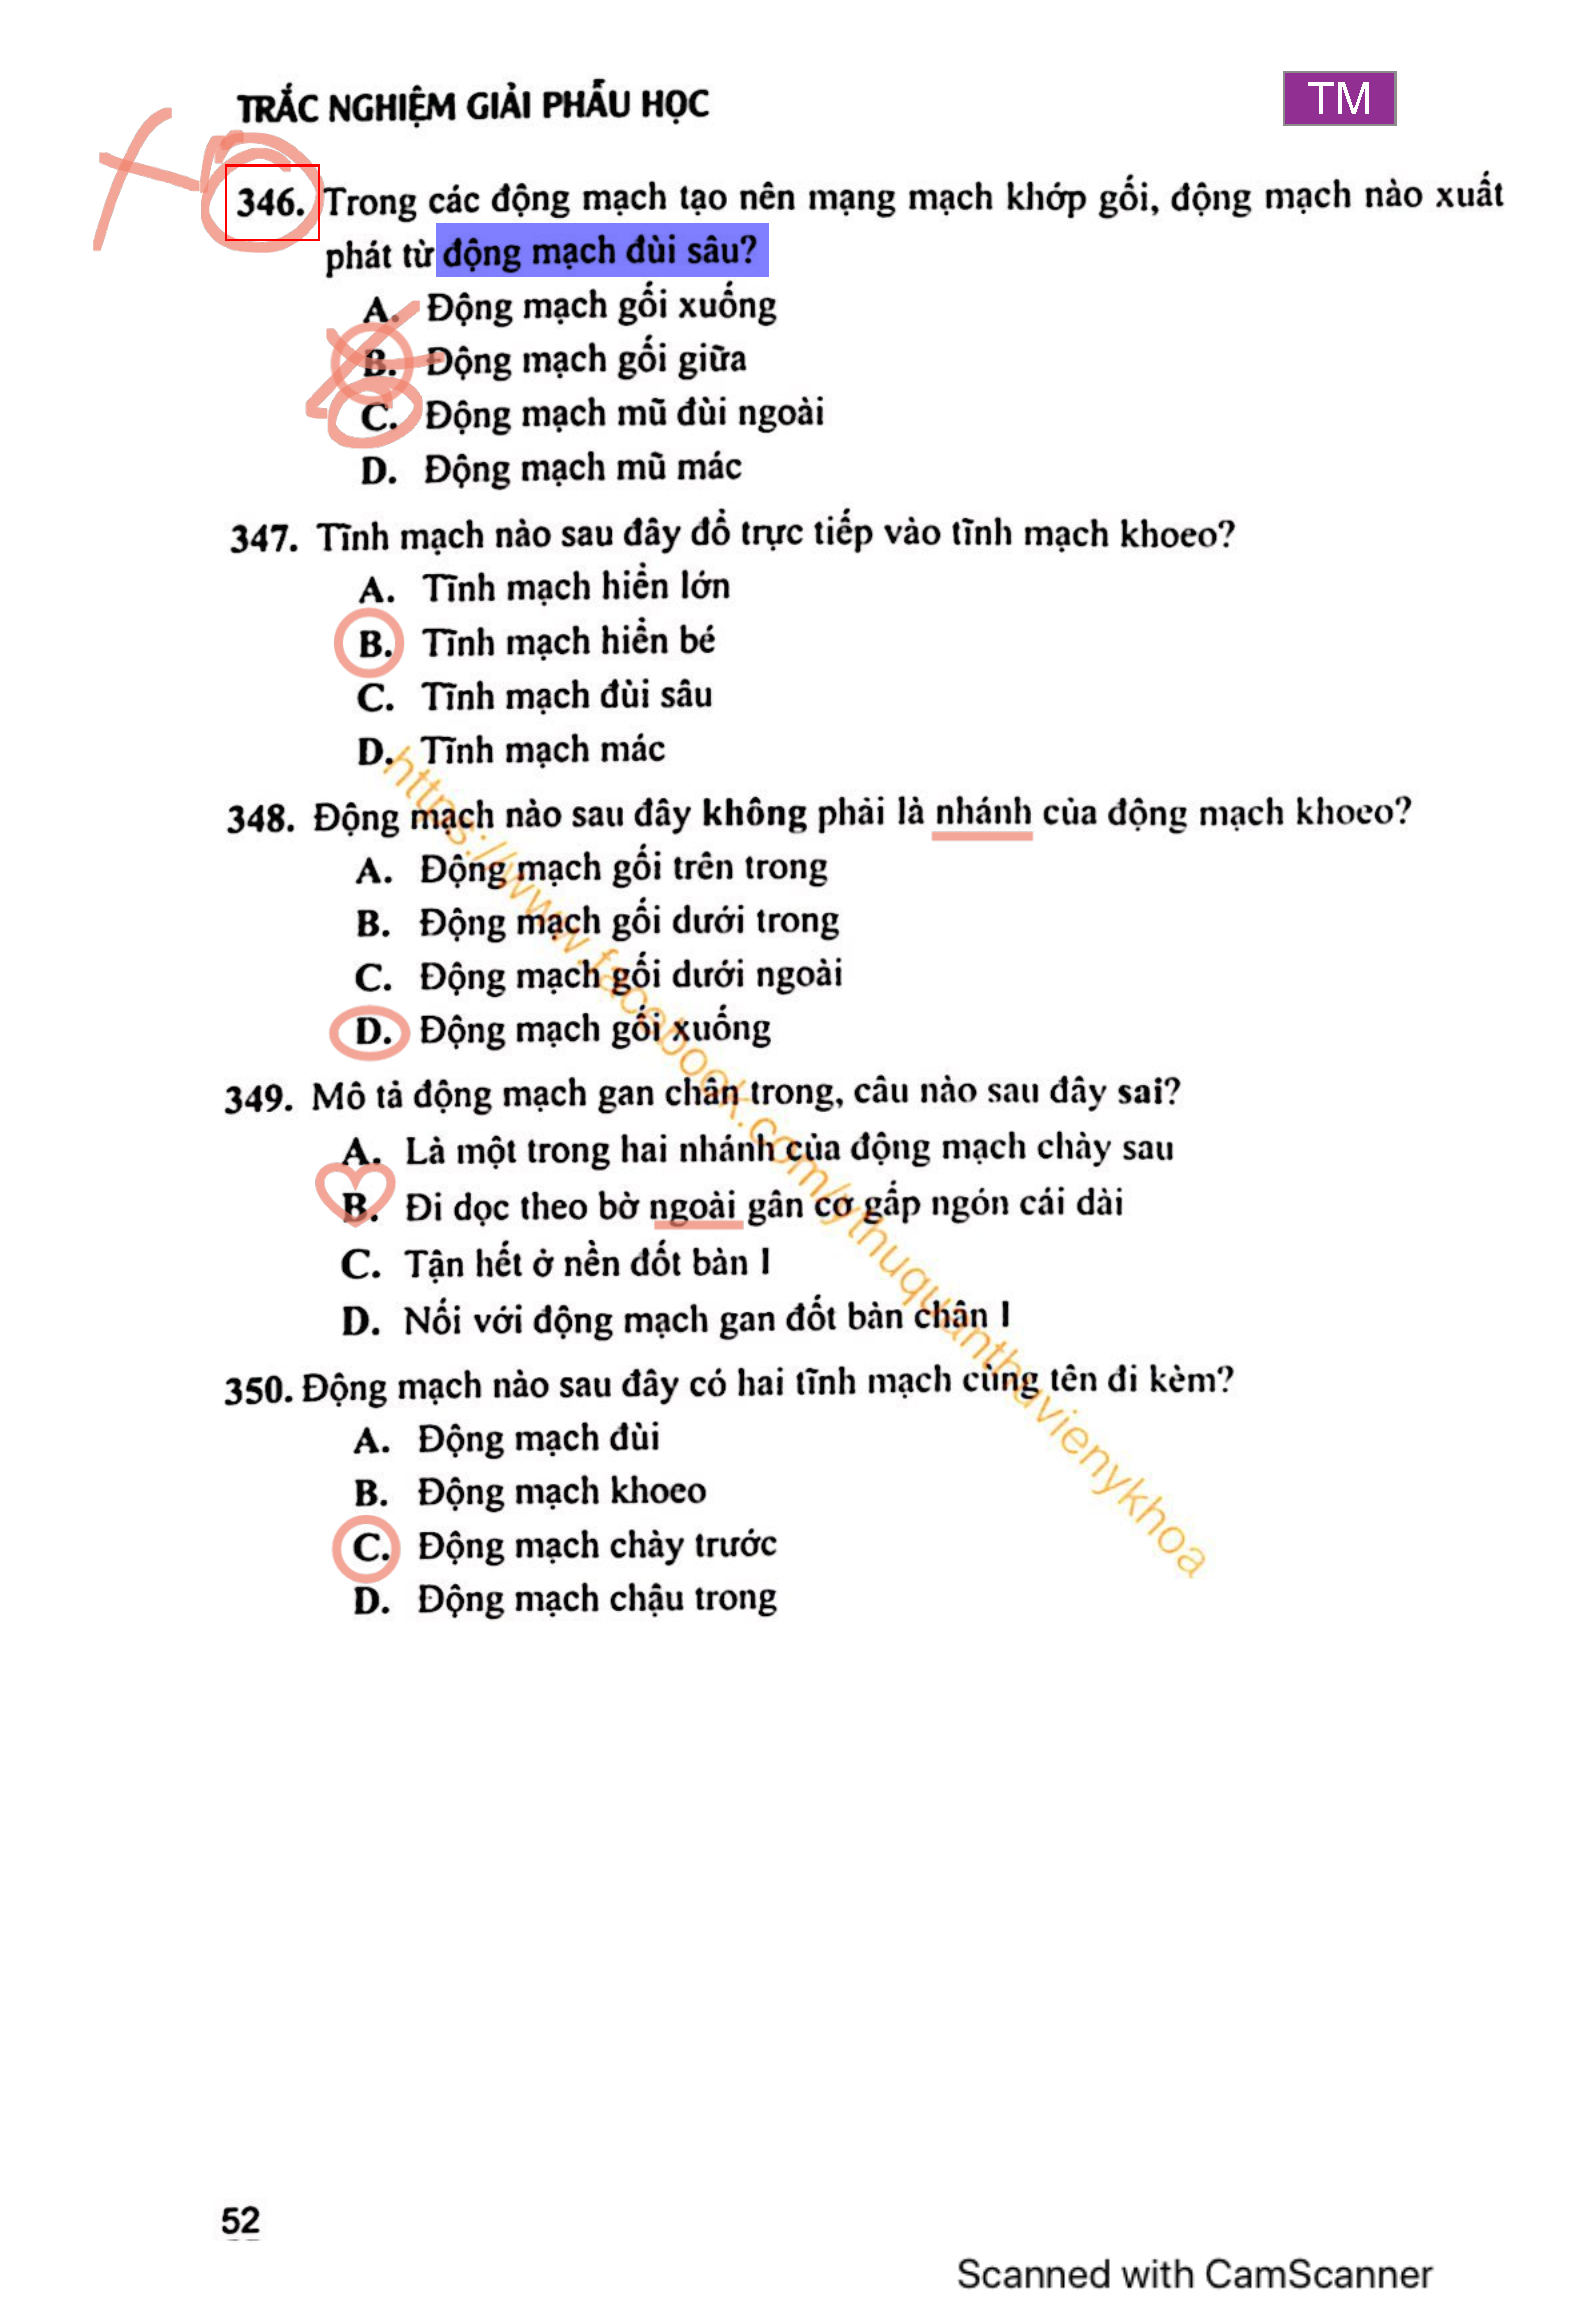 TRẮC NGHIỆM GIẢI PHẪU HỌC
TM
346. Trong các động mạch tạo nên mạng mạch khớp gối, động mạch nào xuất
phát từ động mạch đùi sâu?
A. Động mạch gối xuống
B. Động mạch gối giữa
C. Động mạch mũ đùi ngoài
D. Động mạch mũ mác
347. Tĩnh mạch nào sau đây đổ trực tiếp vào tĩnh mạch khoeo?
A. Tĩnh mạch hiển lớn
B. Tĩnh mạch hiển bé
C. Tĩnh mạch đùi sâu
D. Tĩnh mạch mác
348. Động mạch nào sau đây không phải là nhánh của động mạch khoeo?
A. Động mạch gối trên trong
B. Động mạch gối dưới trong
C. Động mạch gối dưới ngoài
D. Động mạch gối xuống
349. Mô tả động mạch gan chân trong, câu nào sau đây sai?
A. Là một trong hai nhánh của động mạch chày sau
B. Đi dọc theo bờ ngoài gân cơ gấp ngón cái dài
C. Tận hết ở nền đốt bàn I
D. Nối với động mạch gan đốt bàn chân I
350. Động mạch nào sau đây có hai tĩnh mạch cùng tên đi kèm?
A. Động mạch đùi
B. Động mạch khoeo
C. Động mạch chày trước
D. Động mạch chậu trong
https://www.facebook.com/ythuquanthuvienykhoa
52
Scanned with CamScanner